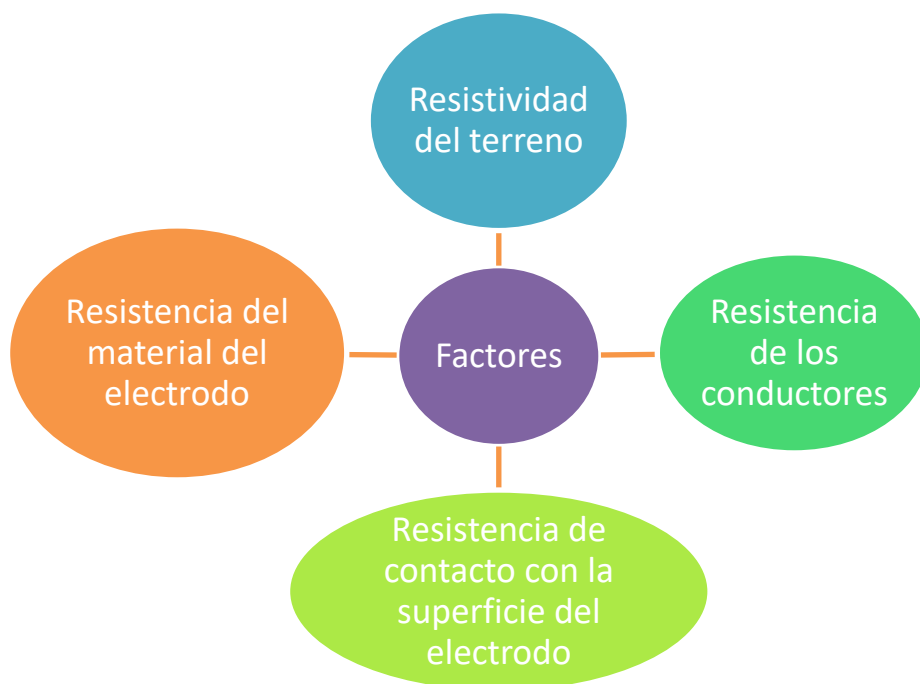 Resistividad
del terreno
Resistencia del
material del
electrodo
Factores
Resistencia
de los
conductores
Resistencia de
contacto con la
superficie del
electrodo